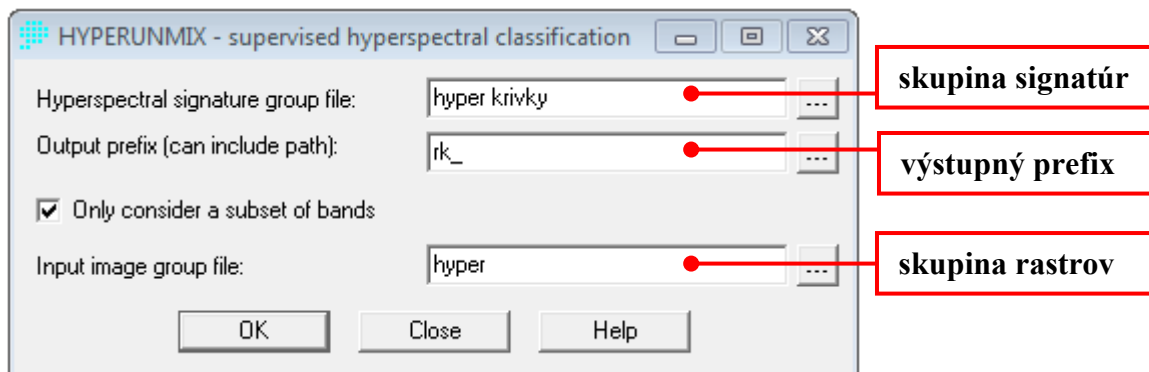 HYPERUNMIX - supervised hyperspectral classification
Hyperspectral signature group file: hyper krivky ... skupina signatúr
Output prefix (can include path): rk_ ... výstupný prefix
Only consider a subset of bands
Input image group file: hyper ... skupina rastrov
OK Close Help